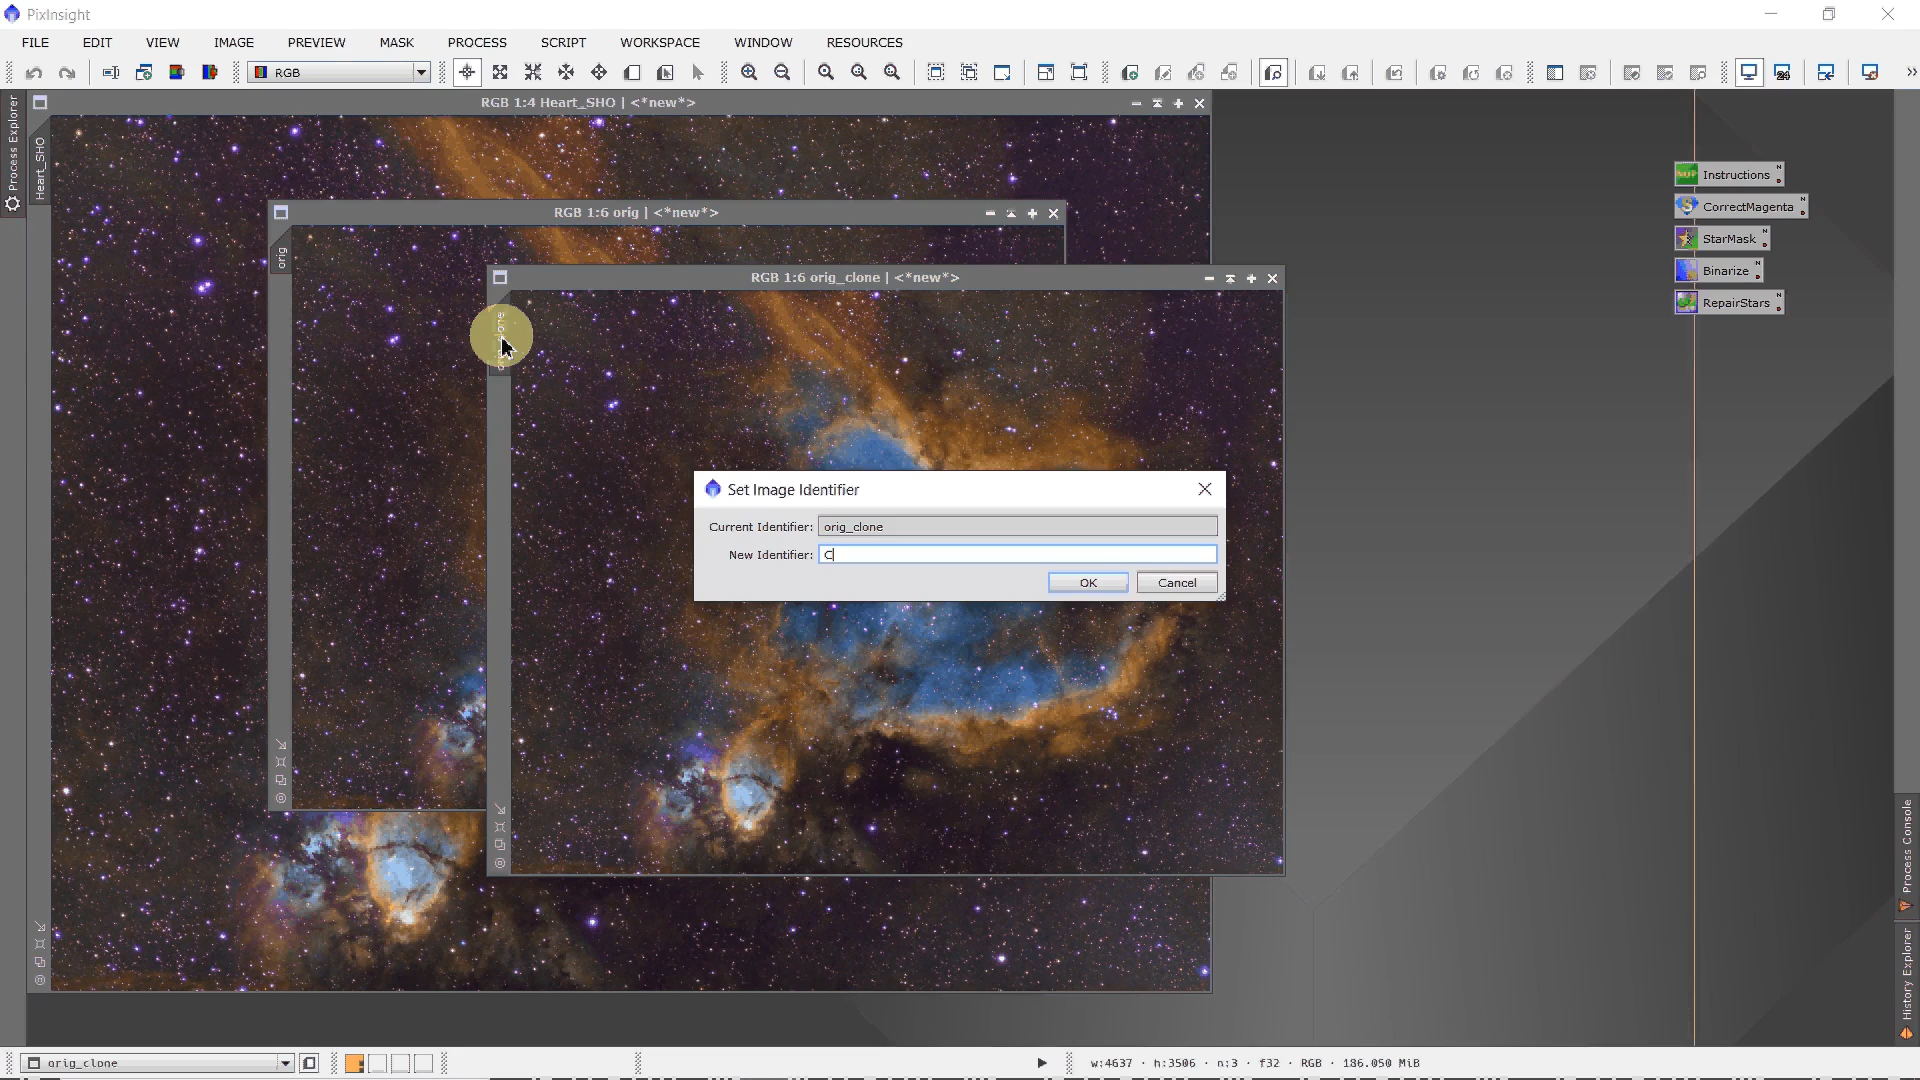 PixInsight
FILE EDIT VIEW IMAGE PREVIEW MASK PROCESS SCRIPT WORKSPACE WINDOW RESOURCES
RGB
24
Process Explorer
RGB 1:4 Heart_SHO | <*new*>
Heart_SHO
RGB 1:6 orig | <*new*>
orig
RGB 1:6 orig_clone | <*new*>
Set Image Identifier
Current Identifier: orig_clone
New Identifier: C
OK Cancel
Instructions
CorrectMagenta
StarMask
Binarize
RepairStars
Process Console
History Explorer
orig_clone
w:4637 · h:3506 · n:3 · f32 · RGB · 186.050 MiB